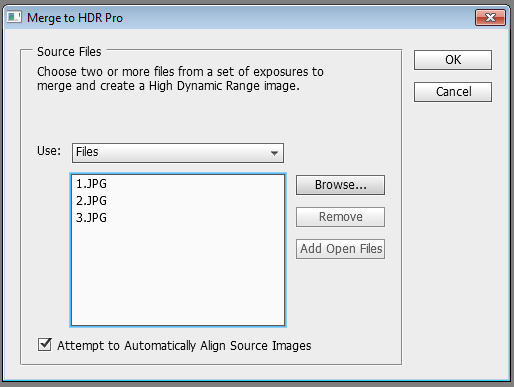 Merge to HDR Pro
Source Files
Choose two or more files from a set of exposures to
merge and create a High Dynamic Range image.
OK
Cancel
Use:
Files
1.JPG
2.JPG
3.JPG
Browse...
Remove
Add Open Files
Attempt to Automatically Align Source Images